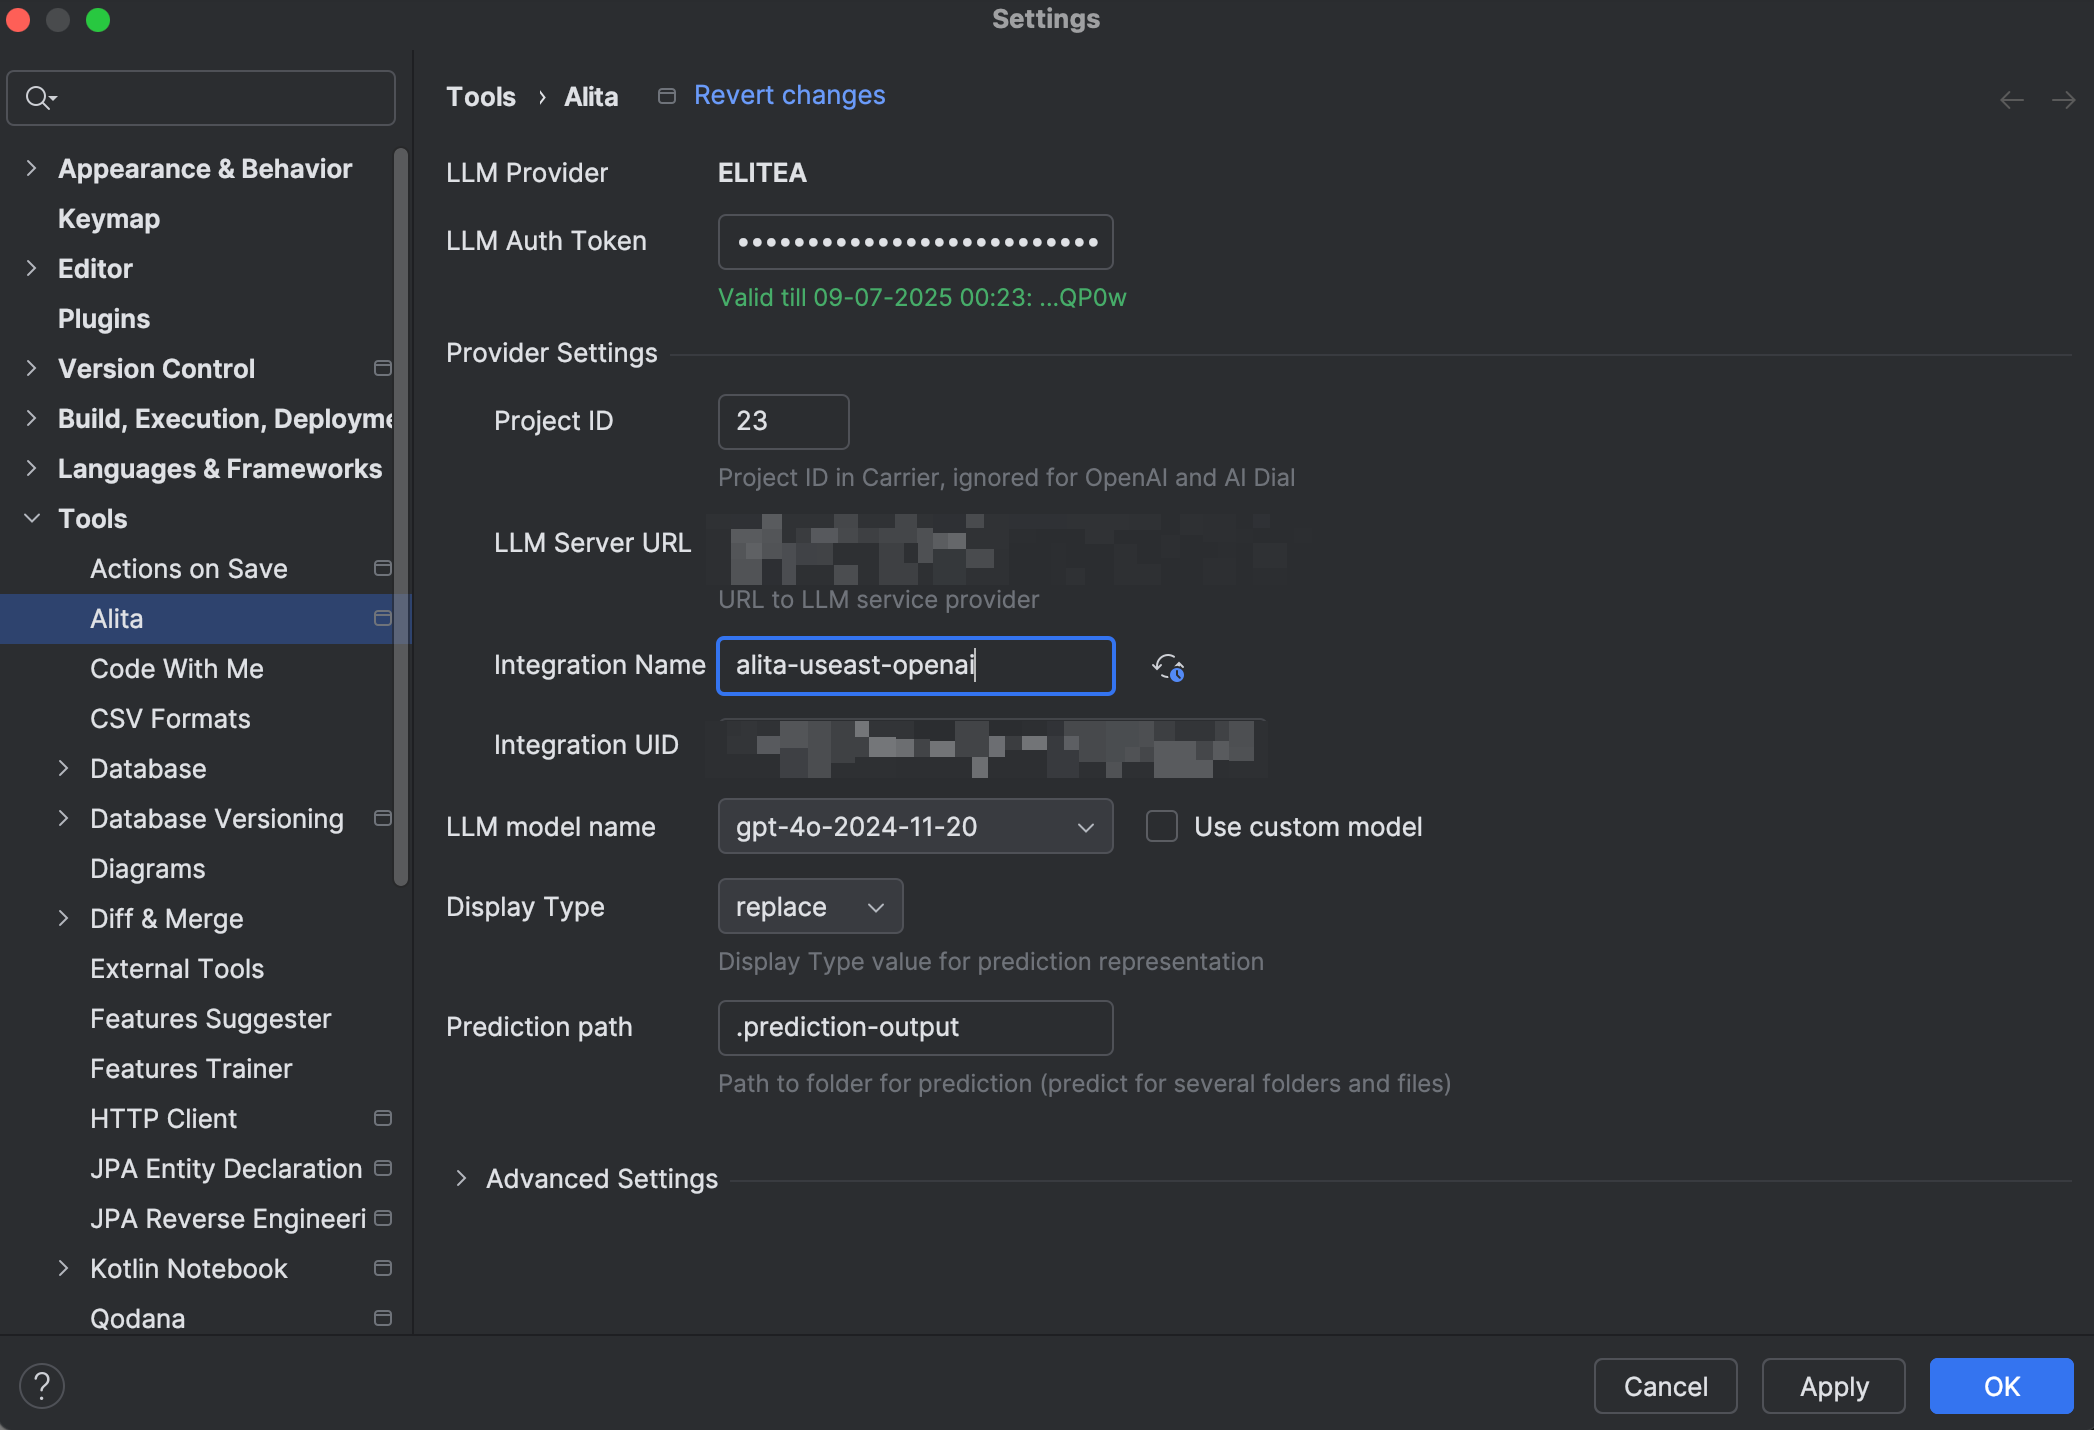 Settings
Appearance & Behavior
Keymap
Editor
Plugins
Version Control
Build, Execution, Deployme
Languages & Frameworks
Tools
Actions on Save
Alita
Code With Me
CSV Formats
Database
Database Versioning
Diagrams
Diff & Merge
External Tools
Features Suggester
Features Trainer
HTTP Client
JPA Entity Declaration
JPA Reverse Engineeri
Kotlin Notebook
Qodana
Tools › Alita Revert changes
LLM Provider ELITEA
LLM Auth Token ••••••••••••••••••••••••••
Valid till 09-07-2025 00:23: ...QP0w
Provider Settings
Project ID 23
Project ID in Carrier, ignored for OpenAI and AI Dial
LLM Server URL
URL to LLM service provider
Integration Name alita-useast-openai
Integration UID
LLM model name gpt-4o-2024-11-20 Use custom model
Display Type replace
Display Type value for prediction representation
Prediction path .prediction-output
Path to folder for prediction (predict for several folders and files)
Advanced Settings
? Cancel Apply OK